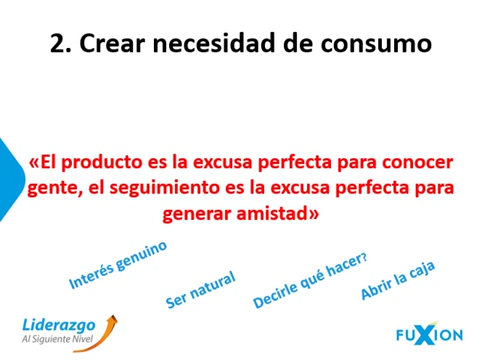 2. Crear necesidad de consumo
«El producto es la excusa perfecta para conocer
gente, el seguimiento es la excusa perfecta para
generar amistad»
Interés genuino
Ser natural
Decirle qué hacer?
Abrir la caja
Liderazgo
Al Siguiente Nivel
FUXION